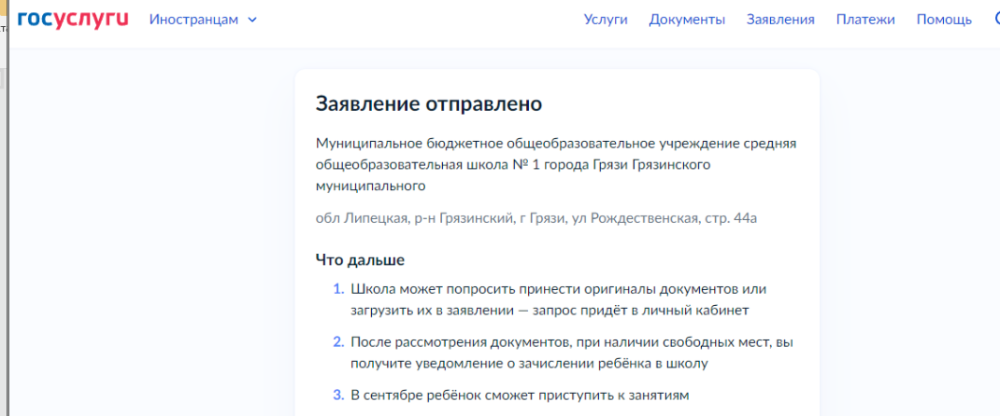 госуслуги Иностранцам Услуги Документы Заявления Платежи Помощь
Заявление отправлено
Муниципальное бюджетное общеобразовательное учреждение средняя
общеобразовательная школа № 1 города Грязи Грязинского
муниципального
обл Липецкая, р-н Грязинский, г Грязи, ул Рождественская, стр. 44а
Что дальше
1. Школа может попросить принести оригиналы документов или
загрузить их в заявлении — запрос придёт в личный кабинет
2. После рассмотрения документов, при наличии свободных мест, вы
получите уведомление о зачислении ребёнка в школу
3. В сентябре ребёнок сможет приступить к занятиям